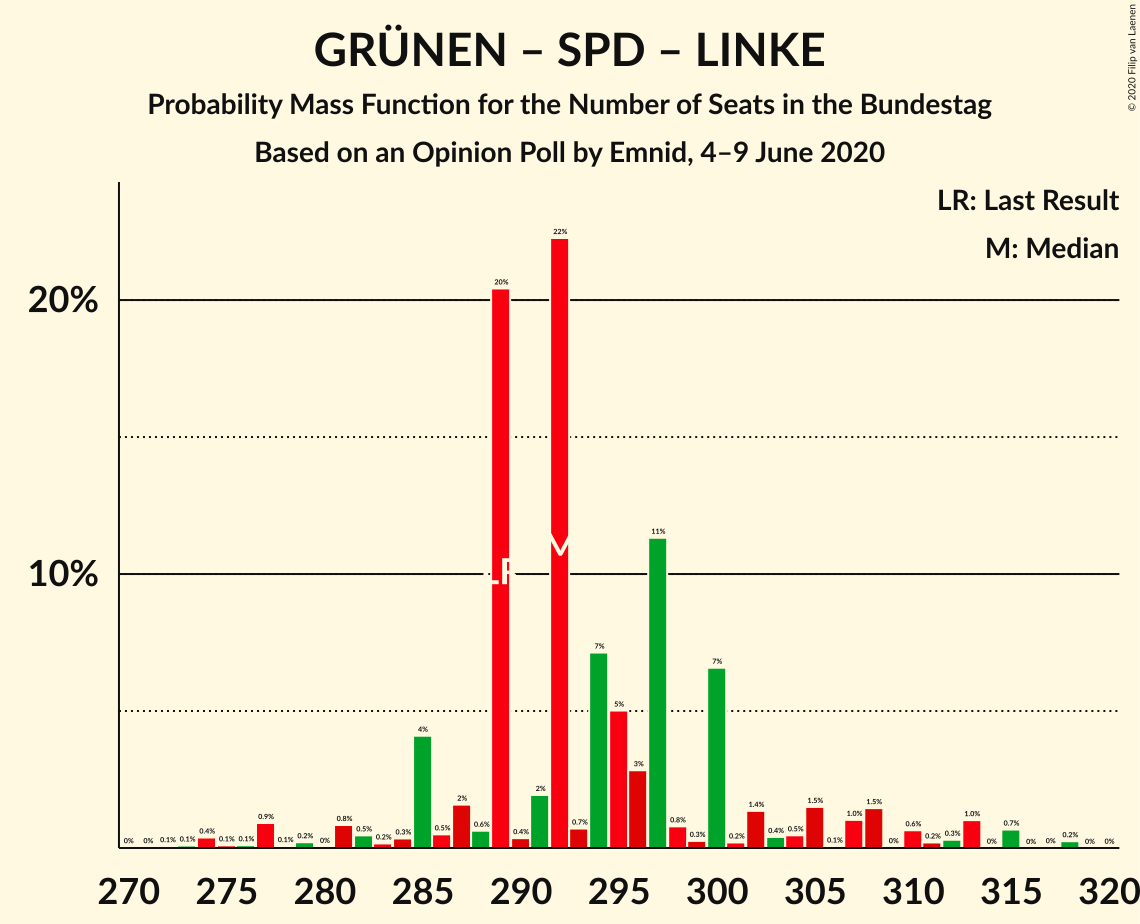 GRÜNEN – SPD – LINKE
Probability Mass Function for the Number of Seats in the Bundestag
Based on an Opinion Poll by Emnid, 4–9 June 2020
© 2020 Filip van Laenen
LR: Last Result
M: Median
20%
10%
0% 0% 0.1% 0.1% 0.4% 0.1% 0.1% 0.9% 0.1% 0.2% 0% 0.8% 0.5% 0.2% 0.3% 4% 0.5% 2% 0.6% 20% 0.4% 2% 22% 0.7% 7% 5% 3% 11% 0.8% 0.3% 7% 0.2% 1.4% 0.4% 0.5% 1.5% 0.1% 1.0% 1.5% 0% 0.6% 0.2% 0.3% 1.0% 0% 0.7% 0% 0% 0.2% 0% 0%
LR
M
270 275 280 285 290 295 300 305 310 315 320